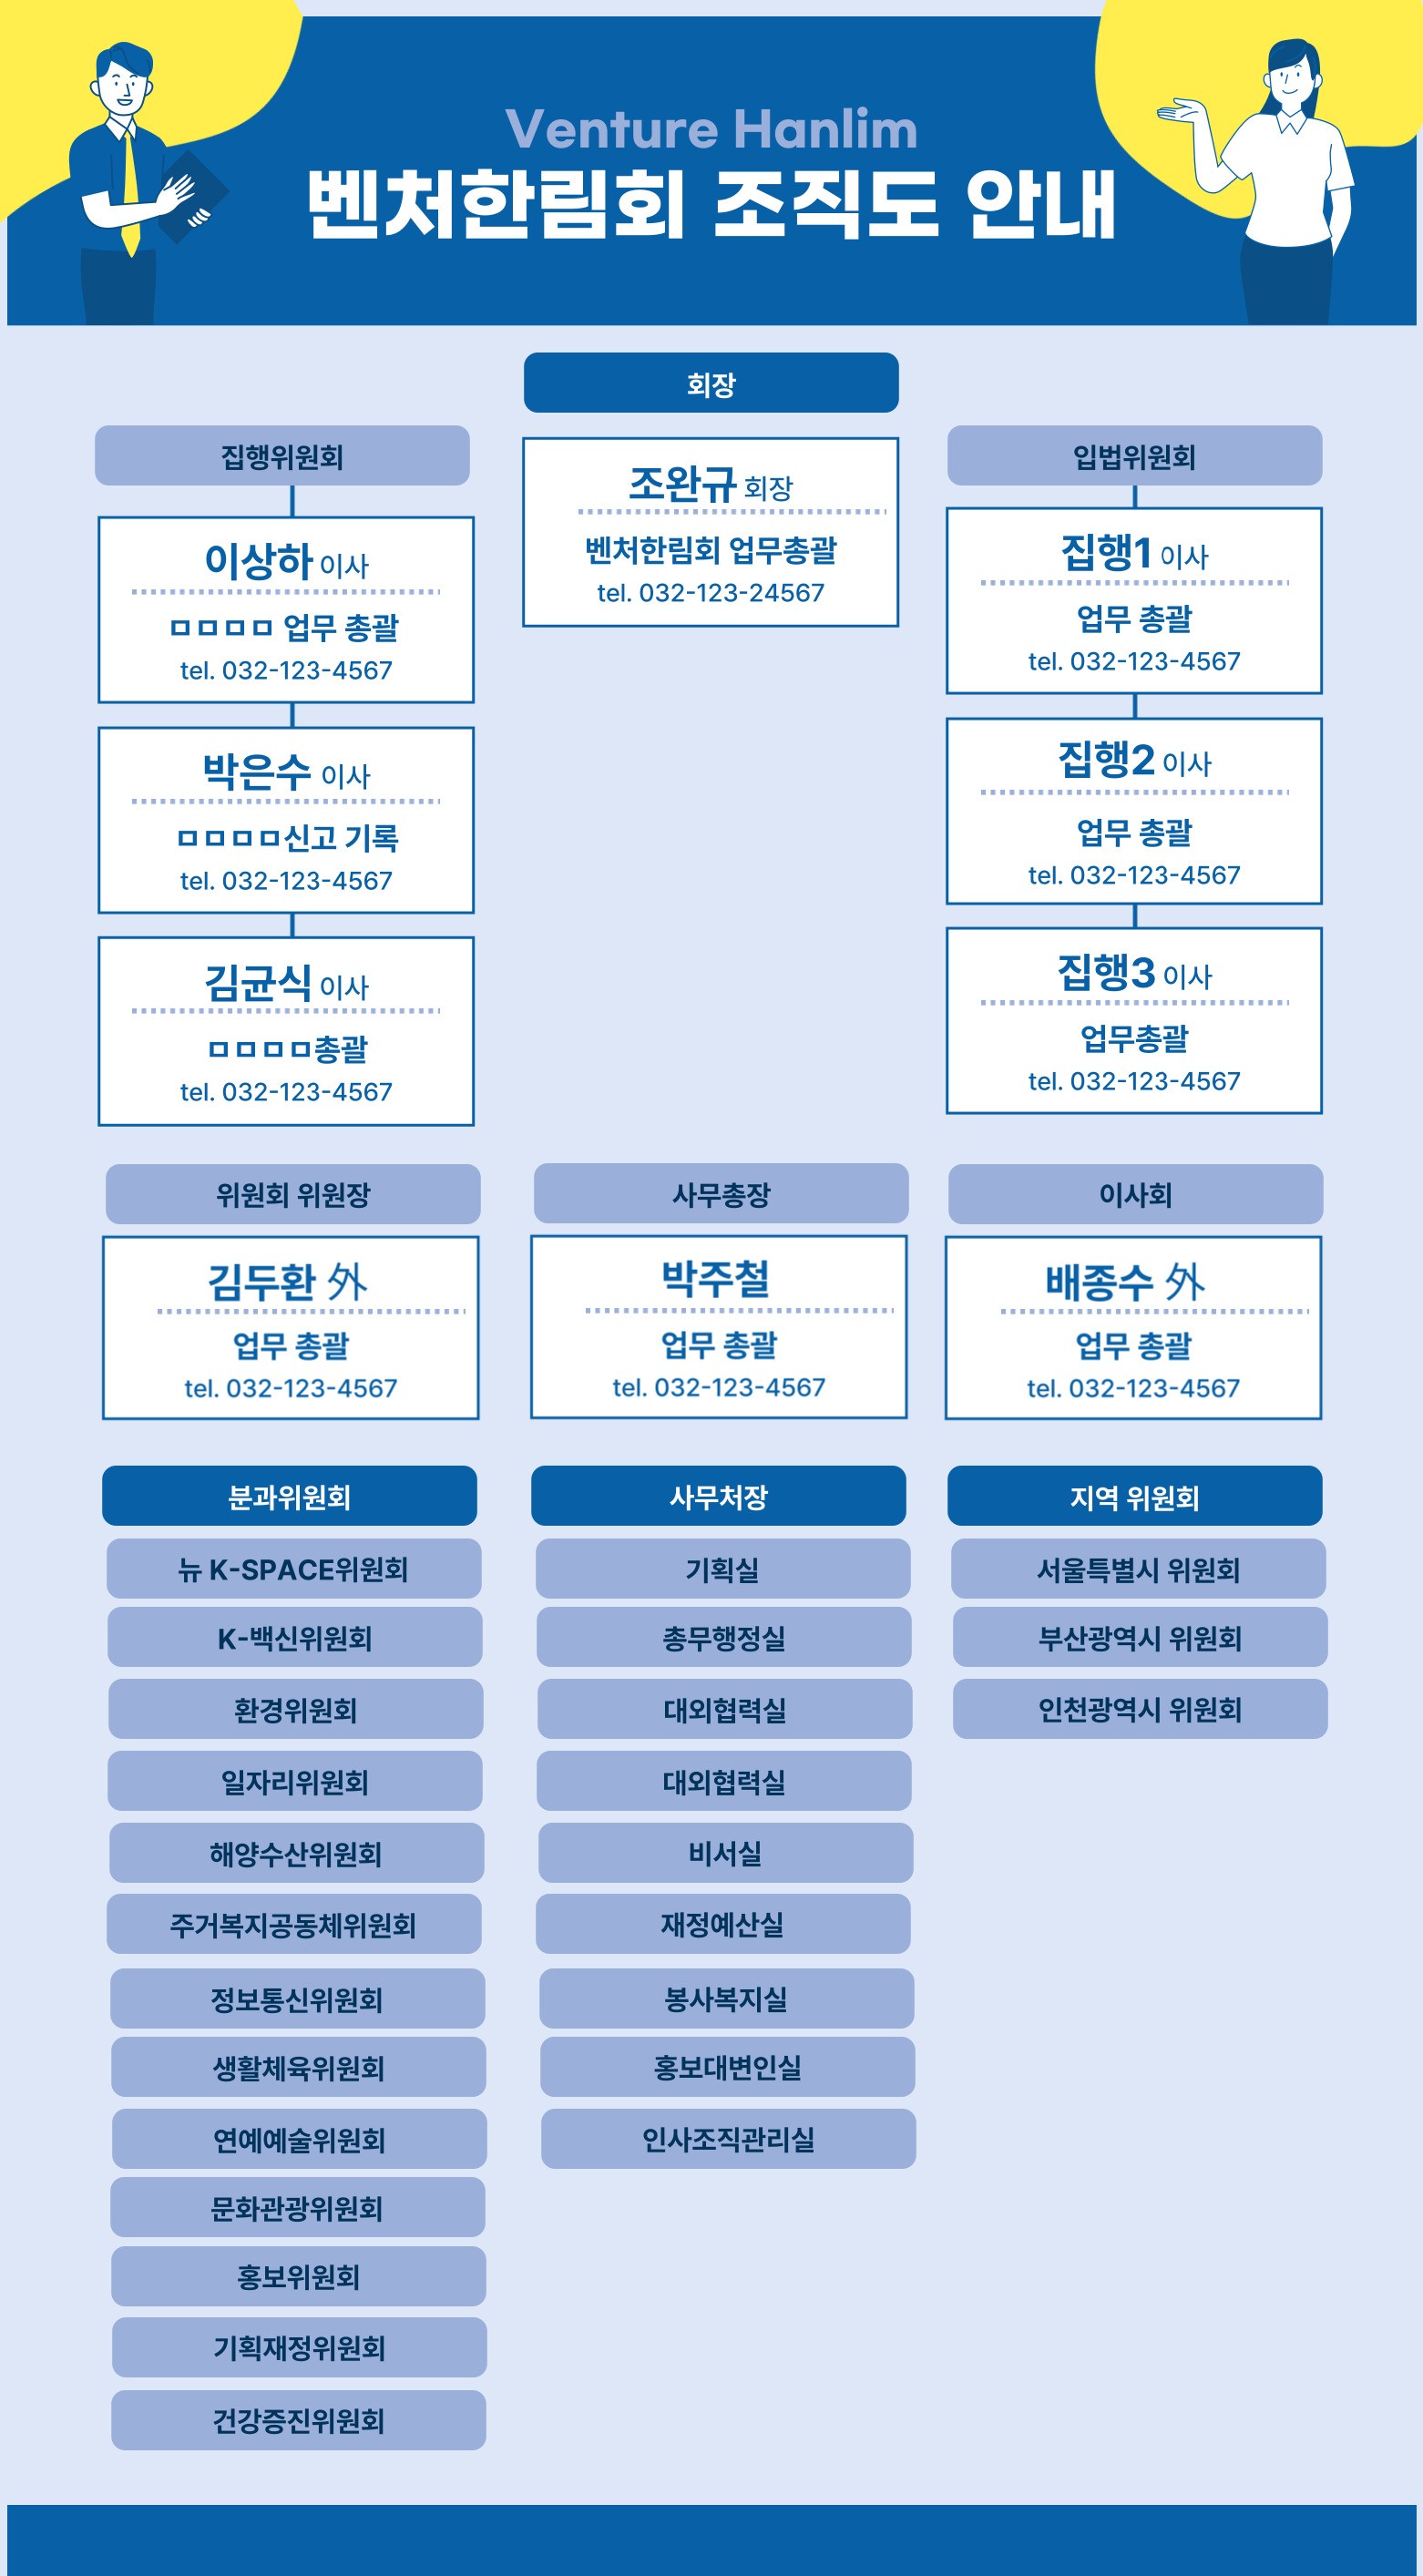 Venture Hanlim
벤처한림회 조직도 안내
회장
조완규 회장
벤처한림회 업무총괄
tel. 032-123-24567
집행위원회
이상하 이사
ㅁㅁㅁㅁ 업무 총괄
tel. 032-123-4567
박은수 이사
ㅁㅁㅁㅁ신고 기록
tel. 032-123-4567
김균식 이사
ㅁㅁㅁㅁ총괄
tel. 032-123-4567
입법위원회
집행1 이사
업무 총괄
tel. 032-123-4567
집행2 이사
업무 총괄
tel. 032-123-4567
집행3 이사
업무총괄
tel. 032-123-4567
위원회 위원장
김두환 外
업무 총괄
tel. 032-123-4567
사무총장
박주철
업무 총괄
tel. 032-123-4567
이사회
배종수 外
업무 총괄
tel. 032-123-4567
분과위원회
뉴 K-SPACE위원회
K-백신위원회
환경위원회
일자리위원회
해양수산위원회
주거복지공동체위원회
정보통신위원회
생활체육위원회
연예예술위원회
문화관광위원회
홍보위원회
기획재정위원회
건강증진위원회
사무처장
기획실
총무행정실
대외협력실
대외협력실
비서실
재정예산실
봉사복지실
홍보대변인실
인사조직관리실
지역 위원회
서울특별시 위원회
부산광역시 위원회
인천광역시 위원회